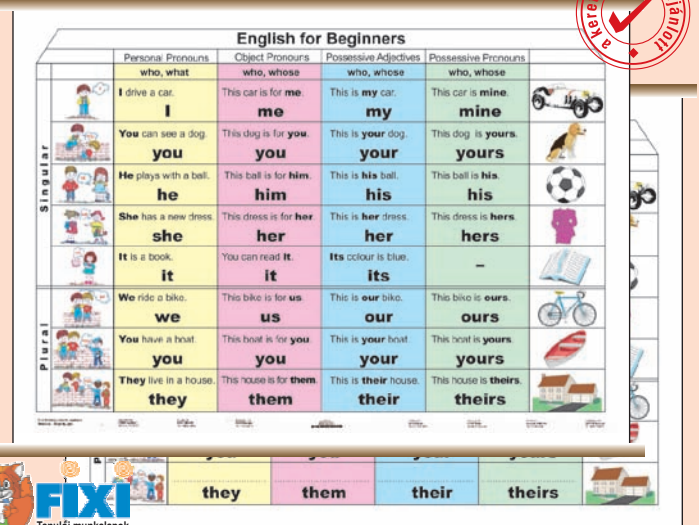 a kere
jánlott
English for Beginners
Personal Pronouns Object Pronouns Possessive Adjectives Possessive Pronouns
who, what who, whose who, whose who, whose
Singular
I drive a car. This car is for me. This is my car. This car is mine.
I me my mine
You can see a dog. This dog is for you. This is your dog. This dog is yours.
you you your yours
He plays with a ball. This ball is for him. This is his ball. This ball is his.
he him his his
She has a new dress. This dress is for her. This is her dress. This dress is hers.
she her her hers
It is a book. You can read it. Its colour is blue. –
it it its
Plural
We ride a bike. This bike is for us. This is our bike. This bike is ours.
we us our ours
You have a boat. This boat is for you. This is your boat. This boat is yours.
you you your yours
They live in a house. This house is for them. This is their house. This house is theirs.
they them their theirs
P
they them their theirs
FIXI
Tanulói munkalapok